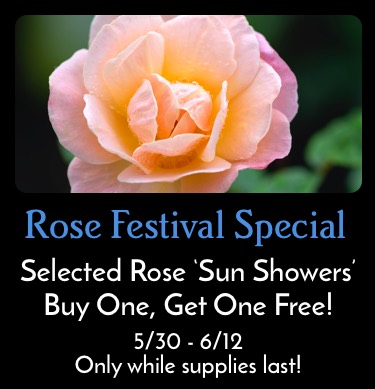 Rose Festival Special
Selected Rose ‘Sun Showers’
Buy One, Get One Free!
5/30 - 6/12
Only while supplies last!